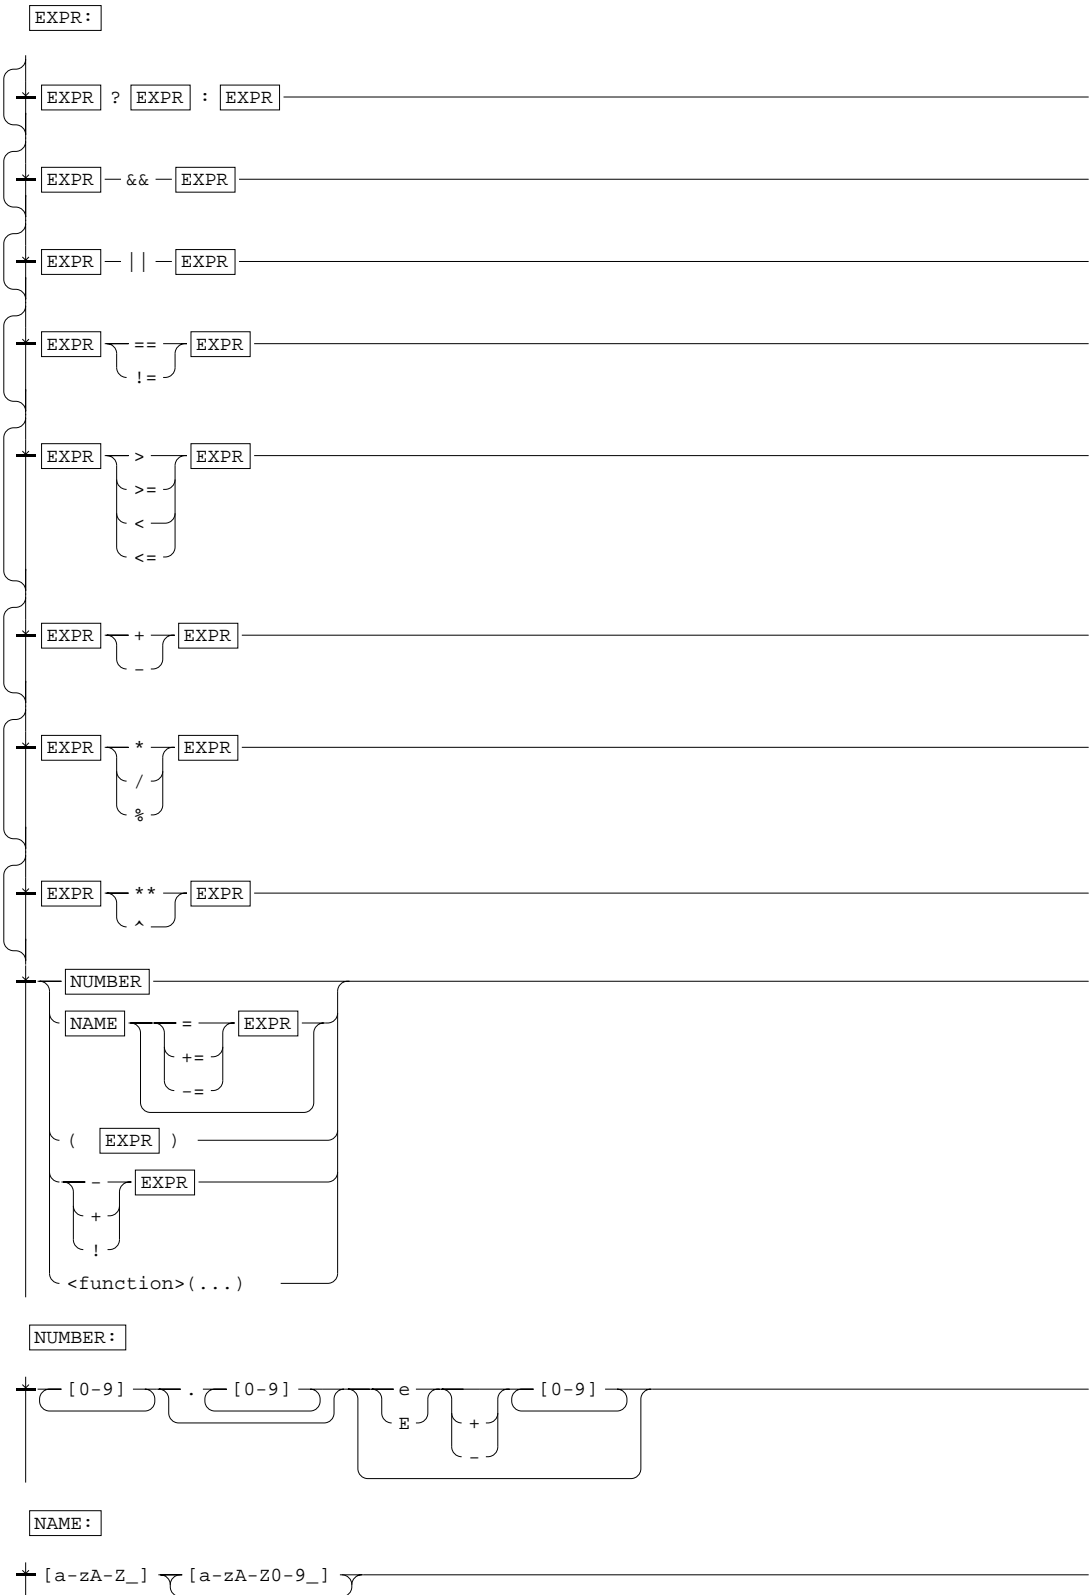 EXPR:
EXPR ? EXPR : EXPR
EXPR && EXPR
EXPR || EXPR
EXPR == EXPR
!=
EXPR > EXPR
>=
<
<=
EXPR + EXPR
-
EXPR * EXPR
/
%
EXPR ** EXPR
^
NUMBER
NAME = EXPR
+=
-=
( EXPR )
- EXPR
+
!
<function>(...)
NUMBER:
[0-9] . [0-9] e [0-9]
E +
-
NAME:
[a-zA-Z_] [a-zA-Z0-9_]